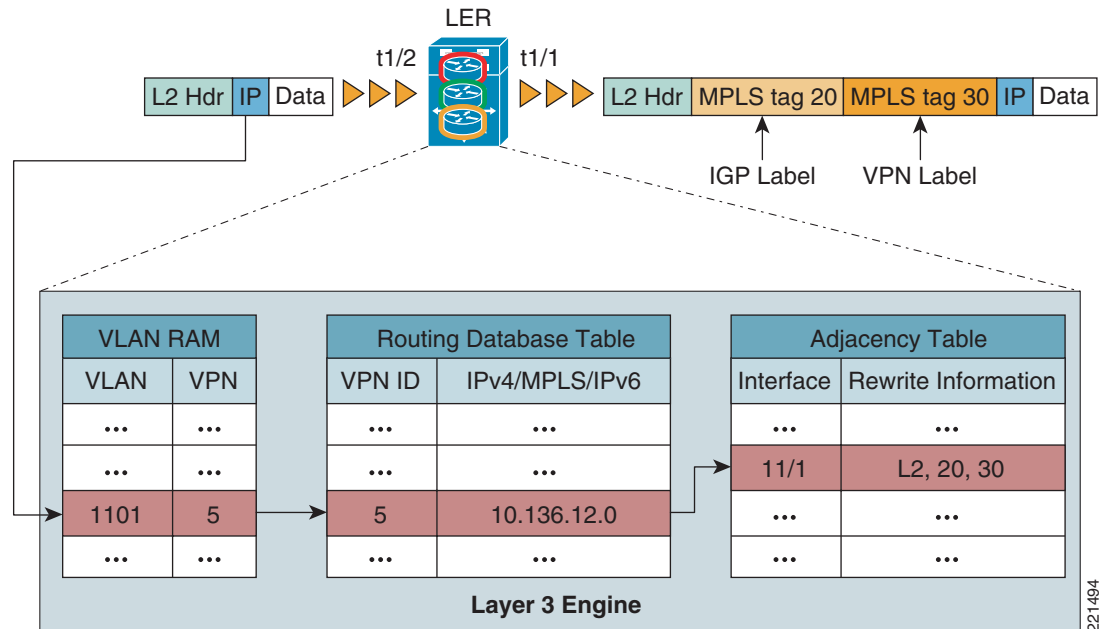 LER
t1/2
t1/1
L2 Hdr IP Data
L2 Hdr MPLS tag 20 MPLS tag 30 IP Data
IGP Label
VPN Label
VLAN RAM
VLAN VPN
... ...
... ...
1101 5
... ...
Routing Database Table
VPN ID IPv4/MPLS/IPv6
... ...
... ...
5 10.136.12.0
... ...
Adjacency Table
Interface Rewrite Information
... ...
11/1 L2, 20, 30
... ...
... ...
Layer 3 Engine
221494